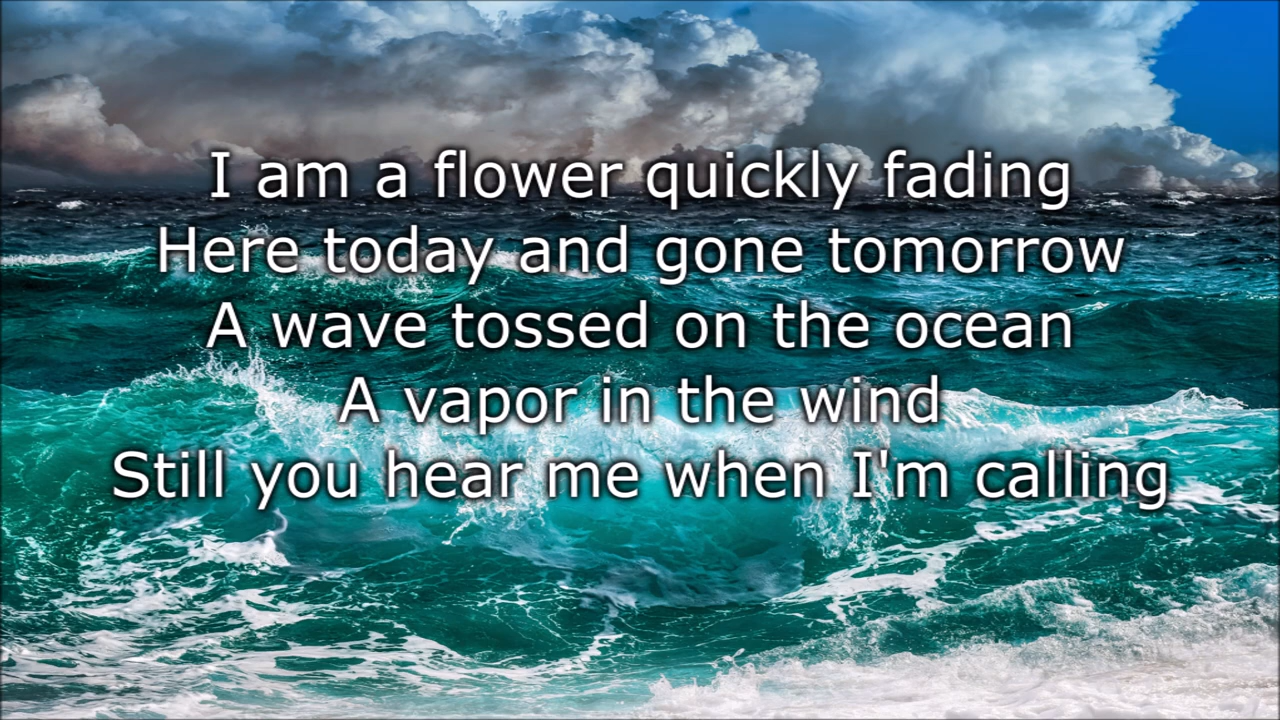 I am a flower quickly fading
Here today and gone tomorrow
A wave tossed on the ocean
A vapor in the wind
Still you hear me when I'm calling